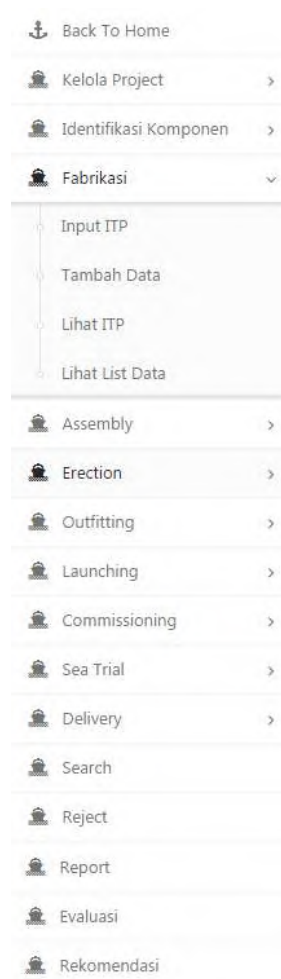 Back To Home
Kelola Project
Identifikasi Komponen
Fabrikasi
Input ITP
Tambah Data
Lihat ITP
Lihat List Data
Assembly
Erection
Outfitting
Launching
Commissioning
Sea Trial
Delivery
Search
Reject
Report
Evaluasi
Rekomendasi